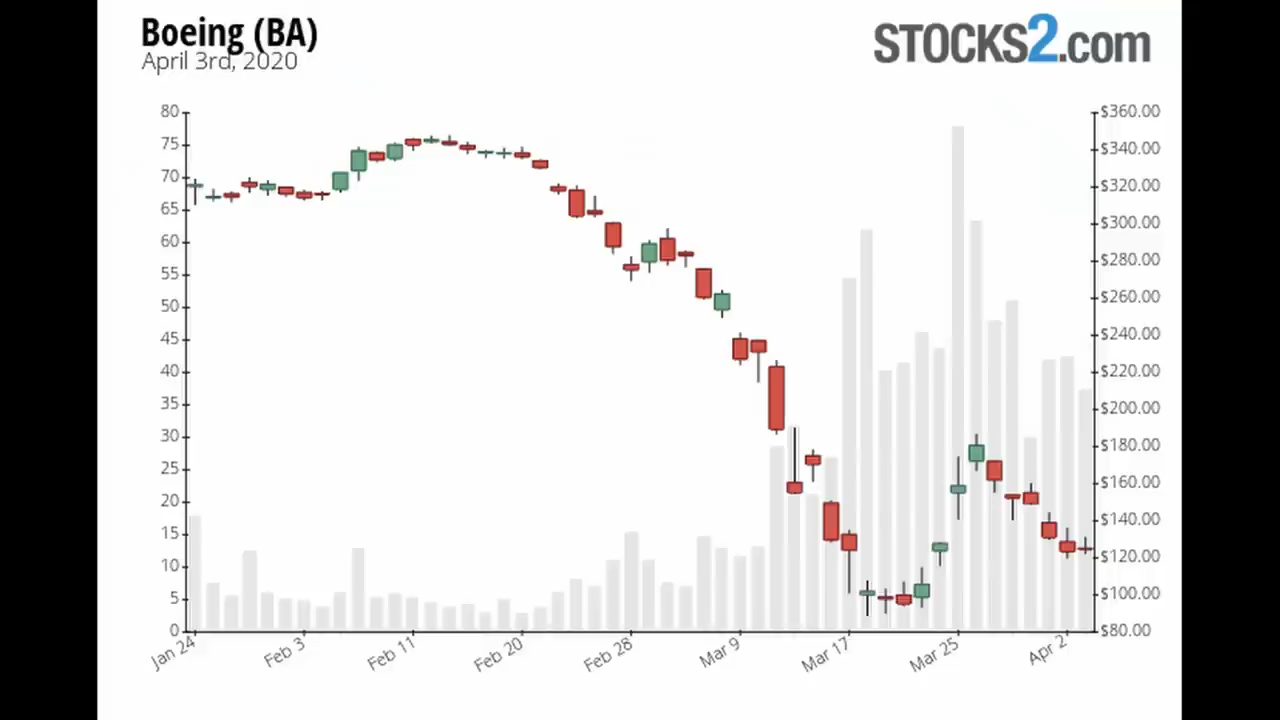 Boeing (BA)
April 3rd, 2020
STOCKS2.com
80
75
70
65
60
55
50
45
40
35
30
25
20
15
10
5
0
$360.00
$340.00
$320.00
$300.00
$280.00
$260.00
$240.00
$220.00
$200.00
$180.00
$160.00
$140.00
$120.00
$100.00
$80.00
Jan 24
Feb 3
Feb 11
Feb 20
Feb 28
Mar 9
Mar 17
Mar 25
Apr 2